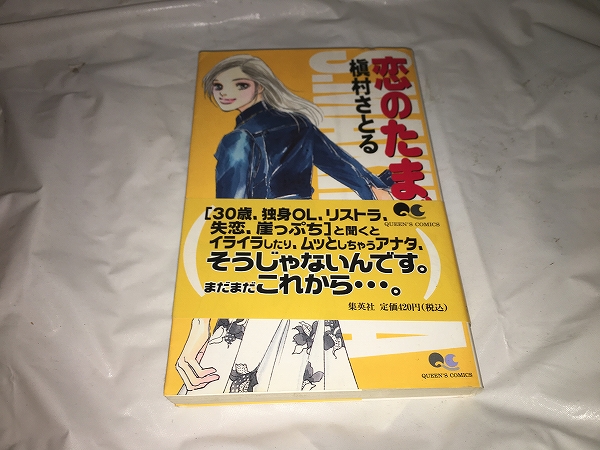 恋のたま
槇村さとる
QUEEN'S COMICS
[30歳、独身OL、リストラ、
失恋、崖っぷち]と聞くと
イライラしたり、ムッとしちゃうアナタ、
そうじゃないんです。
まだまだこれから・・・。
集英社 定価420円(税込)
QUEEN'S COMICS